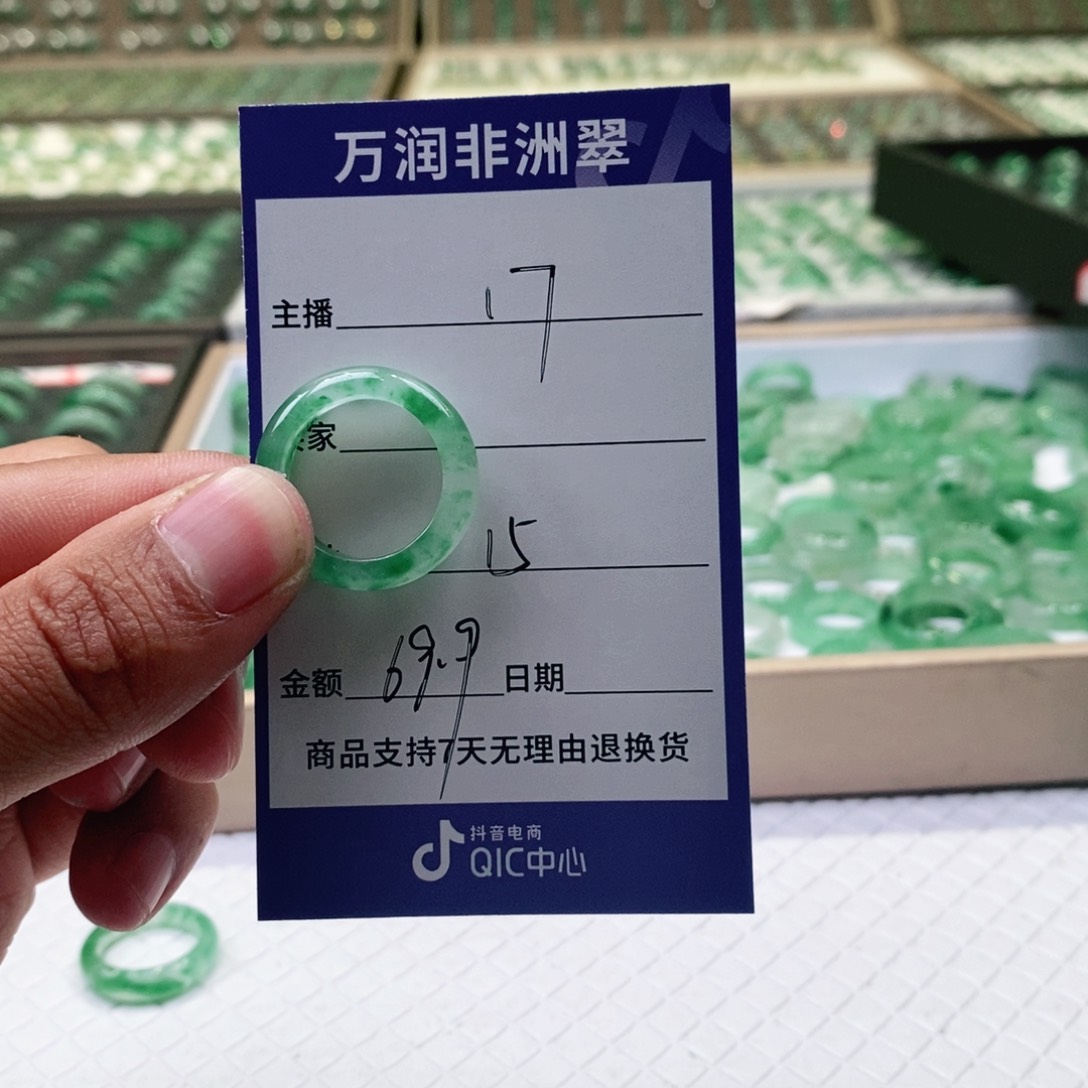 万润非洲翠
主播 17
家
15
金额 69.9 日期
商品支持7天无理由退换货
抖音电商
QIC中心